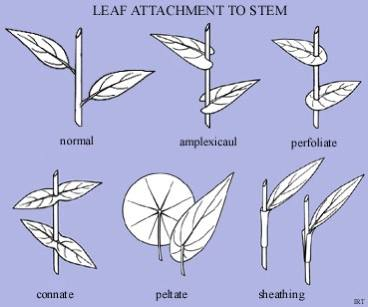 LEAF ATTACHMENT TO STEM
normal
amplexicaul
perfoliate
connate
peltate
sheathing
IRT